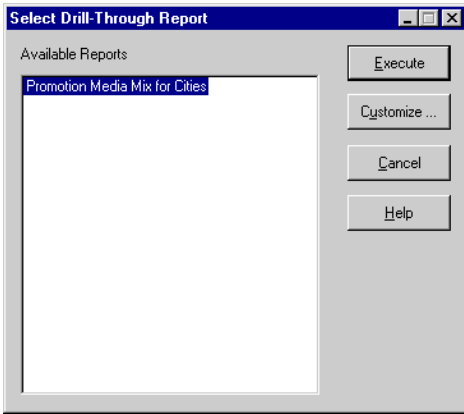 Select Drill-Through Report
Available Reports
Promotion Media Mix for Cities
Execute
Customize ...
Cancel
Help